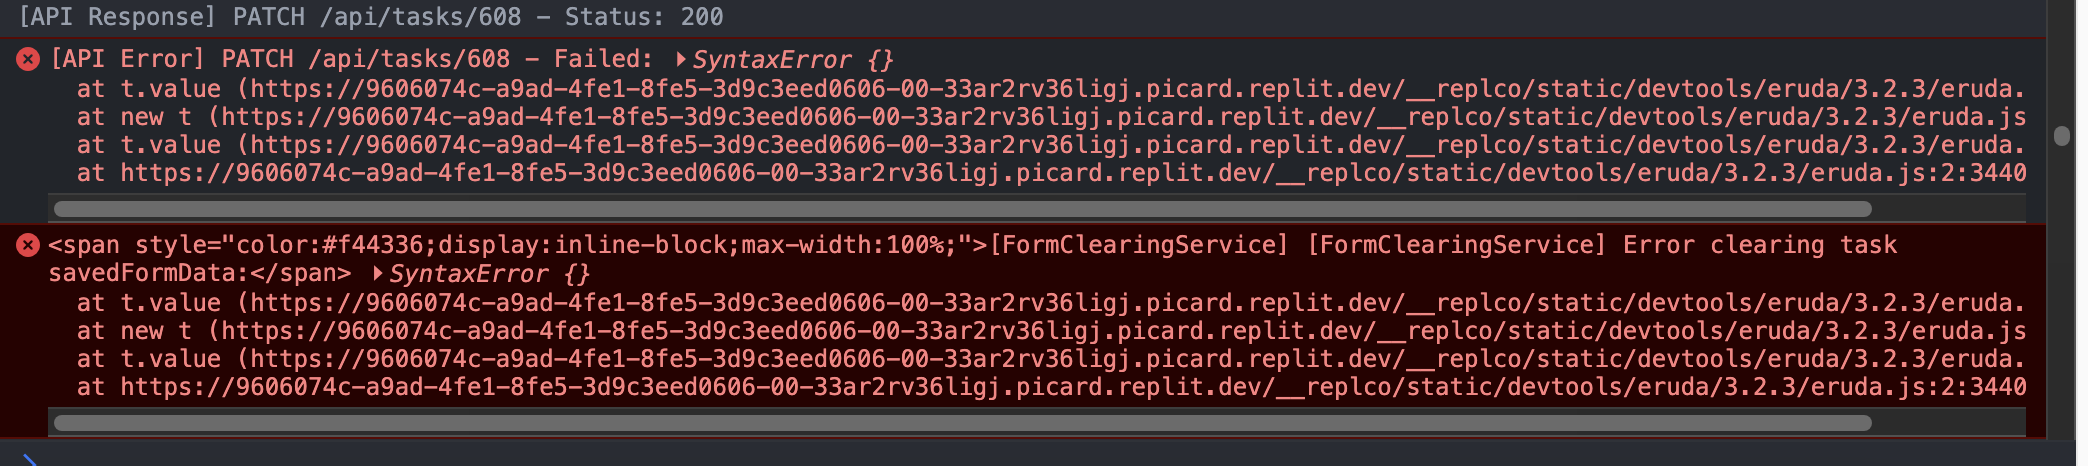 [API Response] PATCH /api/tasks/608 – Status: 200
[API Error] PATCH /api/tasks/608 – Failed: ▶SyntaxError {}
at t.value (https://9606074c-a9ad-4fe1-8fe5-3d9c3eed0606-00-33ar2rv36ligj.picard.replit.dev/__replco/static/devtools/eruda/3.2.3/eruda.
at new t (https://9606074c-a9ad-4fe1-8fe5-3d9c3eed0606-00-33ar2rv36ligj.picard.replit.dev/__replco/static/devtools/eruda/3.2.3/eruda.js
at t.value (https://9606074c-a9ad-4fe1-8fe5-3d9c3eed0606-00-33ar2rv36ligj.picard.replit.dev/__replco/static/devtools/eruda/3.2.3/eruda.
at https://9606074c-a9ad-4fe1-8fe5-3d9c3eed0606-00-33ar2rv36ligj.picard.replit.dev/__replco/static/devtools/eruda/3.2.3/eruda.js:2:3440
<span style="color:#f44336;display:inline-block;max-width:100%;">[FormClearingService] [FormClearingService] Error clearing task
savedFormData:</span> ▶SyntaxError {}
at t.value (https://9606074c-a9ad-4fe1-8fe5-3d9c3eed0606-00-33ar2rv36ligj.picard.replit.dev/__replco/static/devtools/eruda/3.2.3/eruda.
at new t (https://9606074c-a9ad-4fe1-8fe5-3d9c3eed0606-00-33ar2rv36ligj.picard.replit.dev/__replco/static/devtools/eruda/3.2.3/eruda.js
at t.value (https://9606074c-a9ad-4fe1-8fe5-3d9c3eed0606-00-33ar2rv36ligj.picard.replit.dev/__replco/static/devtools/eruda/3.2.3/eruda.
at https://9606074c-a9ad-4fe1-8fe5-3d9c3eed0606-00-33ar2rv36ligj.picard.replit.dev/__replco/static/devtools/eruda/3.2.3/eruda.js:2:3440